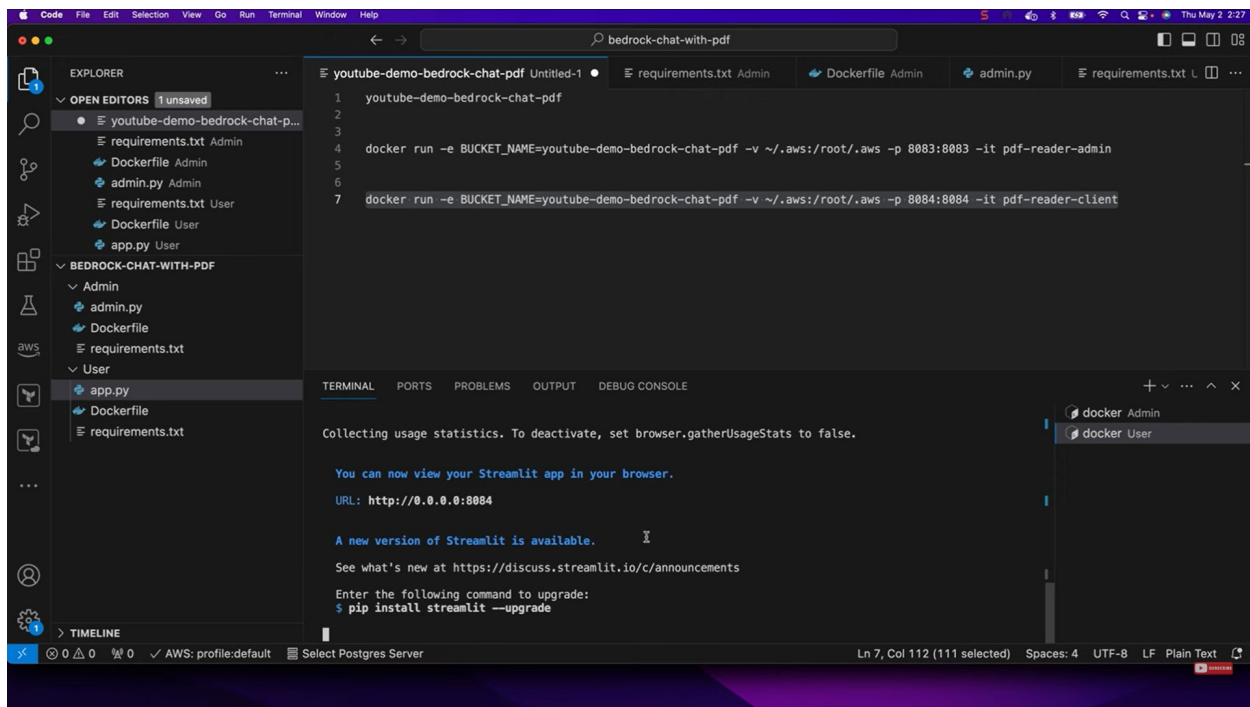 Code File Edit Selection View Go Run Terminal Window Help
Thu May 2 2:27
bedrock-chat-with-pdf
EXPLORER
youtube-demo-bedrock-chat-pdf Untitled-1
requirements.txt Admin
Dockerfile Admin
admin.py
requirements.txt U
OPEN EDITORS 1 unsaved
youtube-demo-bedrock-chat-p...
requirements.txt Admin
Dockerfile Admin
admin.py Admin
requirements.txt User
Dockerfile User
app.py User
BEDROCK-CHAT-WITH-PDF
Admin
admin.py
Dockerfile
requirements.txt
User
app.py
Dockerfile
requirements.txt
aws
1
1
TIMELINE
1 youtube-demo-bedrock-chat-pdf
2
3
4 docker run -e BUCKET_NAME=youtube-demo-bedrock-chat-pdf -v ~/.aws:/root/.aws -p 8083:8083 -it pdf-reader-admin
5
6
7 docker run -e BUCKET_NAME=youtube-demo-bedrock-chat-pdf -v ~/.aws:/root/.aws -p 8084:8084 -it pdf-reader-client
TERMINAL PORTS PROBLEMS OUTPUT DEBUG CONSOLE
docker Admin
docker User
Collecting usage statistics. To deactivate, set browser.gatherUsageStats to false.
You can now view your Streamlit app in your browser.
URL: http://0.0.0.0:8084
A new version of Streamlit is available.
See what's new at https://discuss.streamlit.io/c/announcements
Enter the following command to upgrade:
$ pip install streamlit --upgrade
0 0 0 AWS: profile:default Select Postgres Server
Ln 7, Col 112 (111 selected) Spaces: 4 UTF-8 LF Plain Text
SUBSCRIBE